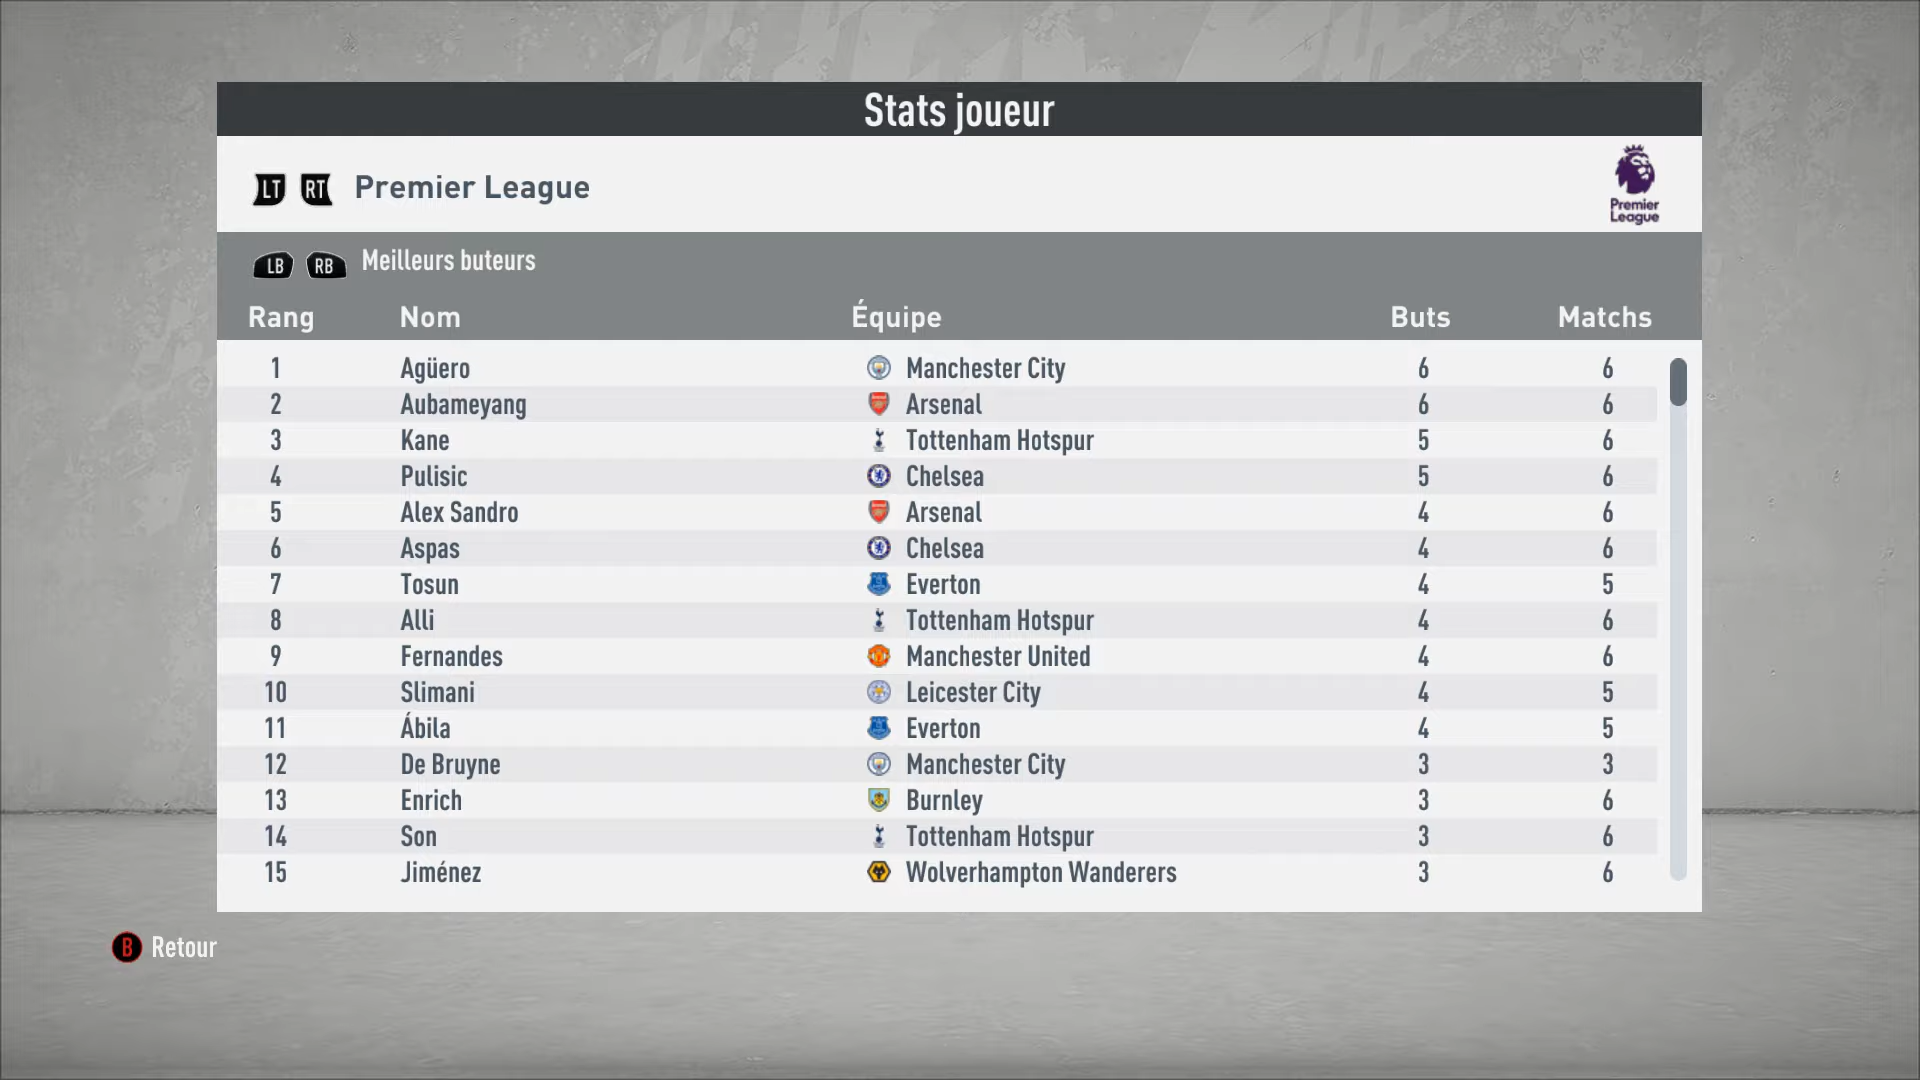 Stats joueur
LT RT Premier League
Premier
League
LB RB Meilleurs buteurs
Rang Nom Équipe Buts Matchs
1 Agüero Manchester City 6 6
2 Aubameyang Arsenal 6 6
3 Kane Tottenham Hotspur 5 6
4 Pulisic Chelsea 5 6
5 Alex Sandro Arsenal 4 6
6 Aspas Chelsea 4 6
7 Tosun Everton 4 5
8 Alli Tottenham Hotspur 4 6
9 Fernandes Manchester United 4 6
10 Slimani Leicester City 4 5
11 Ábila Everton 4 5
12 De Bruyne Manchester City 3 3
13 Enrich Burnley 3 6
14 Son Tottenham Hotspur 3 6
15 Jiménez Wolverhampton Wanderers 3 6
B Retour